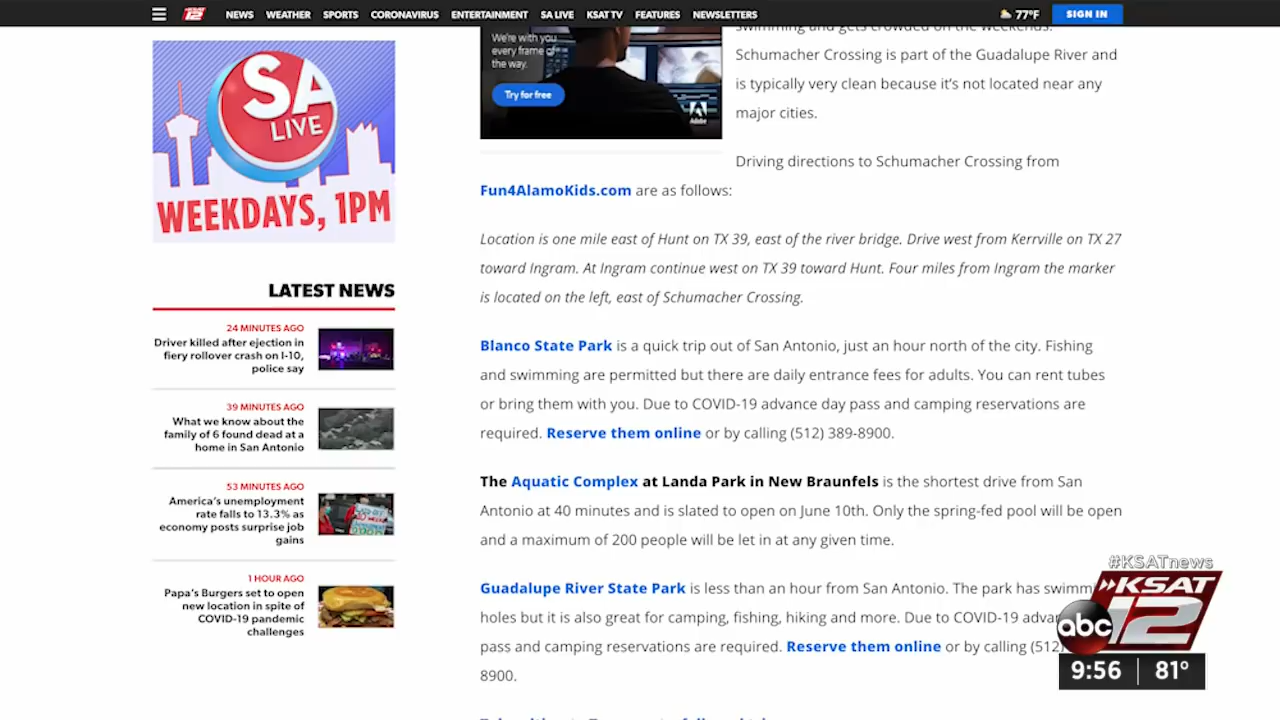 NEWS WEATHER SPORTS CORONAVIRUS ENTERTAINMENT SA LIVE KSAT TV FEATURES NEWSLETTERS 77°F SIGN IN
SA
LIVE
WEEKDAYS, 1PM
LATEST NEWS
24 MINUTES AGO
Driver killed after ejection in
fiery rollover crash on I-10,
police say
39 MINUTES AGO
What we know about the
family of 6 found dead at a
home in San Antonio
53 MINUTES AGO
America's unemployment
rate falls to 13.3% as
economy posts surprise job
gains
1 HOUR AGO
Papa's Burgers set to open
new location in spite of
COVID-19 pandemic
challenges
We're with you
every frame of
the way.
Try for free
Adobe
swimming and gets crowded on the weekends.
Schumacher Crossing is part of the Guadalupe River and
is typically very clean because it's not located near any
major cities.
Driving directions to Schumacher Crossing from
Fun4AlamoKids.com are as follows:
Location is one mile east of Hunt on TX 39, east of the river bridge. Drive west from Kerrville on TX 27
toward Ingram. At Ingram continue west on TX 39 toward Hunt. Four miles from Ingram the marker
is located on the left, east of Schumacher Crossing.
Blanco State Park is a quick trip out of San Antonio, just an hour north of the city. Fishing
and swimming are permitted but there are daily entrance fees for adults. You can rent tubes
or bring them with you. Due to COVID-19 advance day pass and camping reservations are
required. Reserve them online or by calling (512) 389-8900.
The Aquatic Complex at Landa Park in New Braunfels is the shortest drive from San
Antonio at 40 minutes and is slated to open on June 10th. Only the spring-fed pool will be open
and a maximum of 200 people will be let in at any given time.
Guadalupe River State Park is less than an hour from San Antonio. The park has swimmi
holes but it is also great for camping, fishing, hiking and more. Due to COVID-19 advan
pass and camping reservations are required. Reserve them online or by calling (512)
8900.
#KSATnews
KSAT
abc 12
9:56 81°